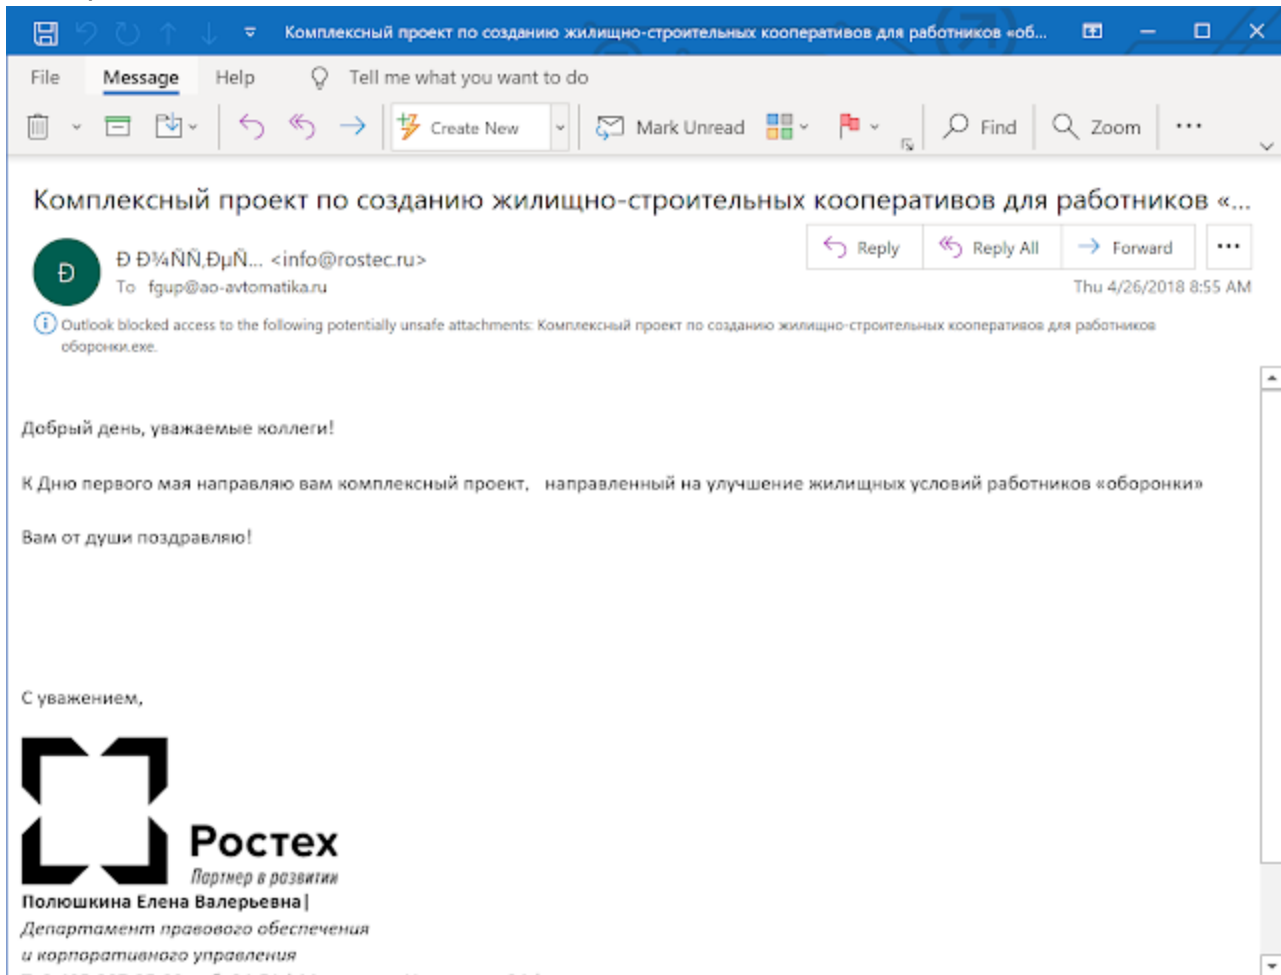 Комплексный проект по созданию жилищно-строительных кооперативов для работников «об...
File Message Help Tell me what you want to do
Create New Mark Unread Find Zoom ...
Комплексный проект по созданию жилищно-строительных кооперативов для работников «...
Đ
Đ Đ¾ÑÑ‚ĐµÑ... <info@rostec.ru>
Reply Reply All Forward ...
To fgup@ao-avtomatika.ru
Thu 4/26/2018 8:55 AM
Outlook blocked access to the following potentially unsafe attachments: Комплексный проект по созданию жилищно-строительных кооперативов для работников
оборонки.exe.
Добрый день, уважаемые коллеги!
К Дню первого мая направляю вам комплексный проект, направленный на улучшение жилищных условий работников «оборонки»
Вам от души поздравляю!
С уважением,
Ростех
Партнер в развитии
Полюшкина Елена Валерьевна|
Департамент правового обеспечения
и корпоративного управления